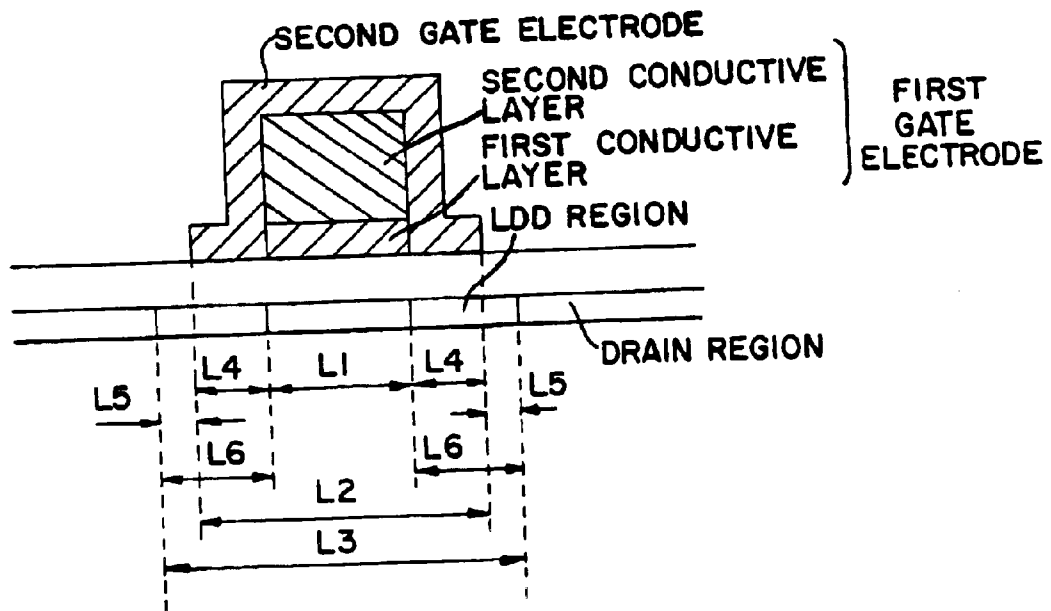 SECOND GATE ELECTRODE
SECOND CONDUCTIVE
LAYER
FIRST CONDUCTIVE
LAYER
FIRST
GATE
ELECTRODE
LDD REGION
DRAIN REGION
L4
L1
L4
L5
L5
L6
L6
L2
L3